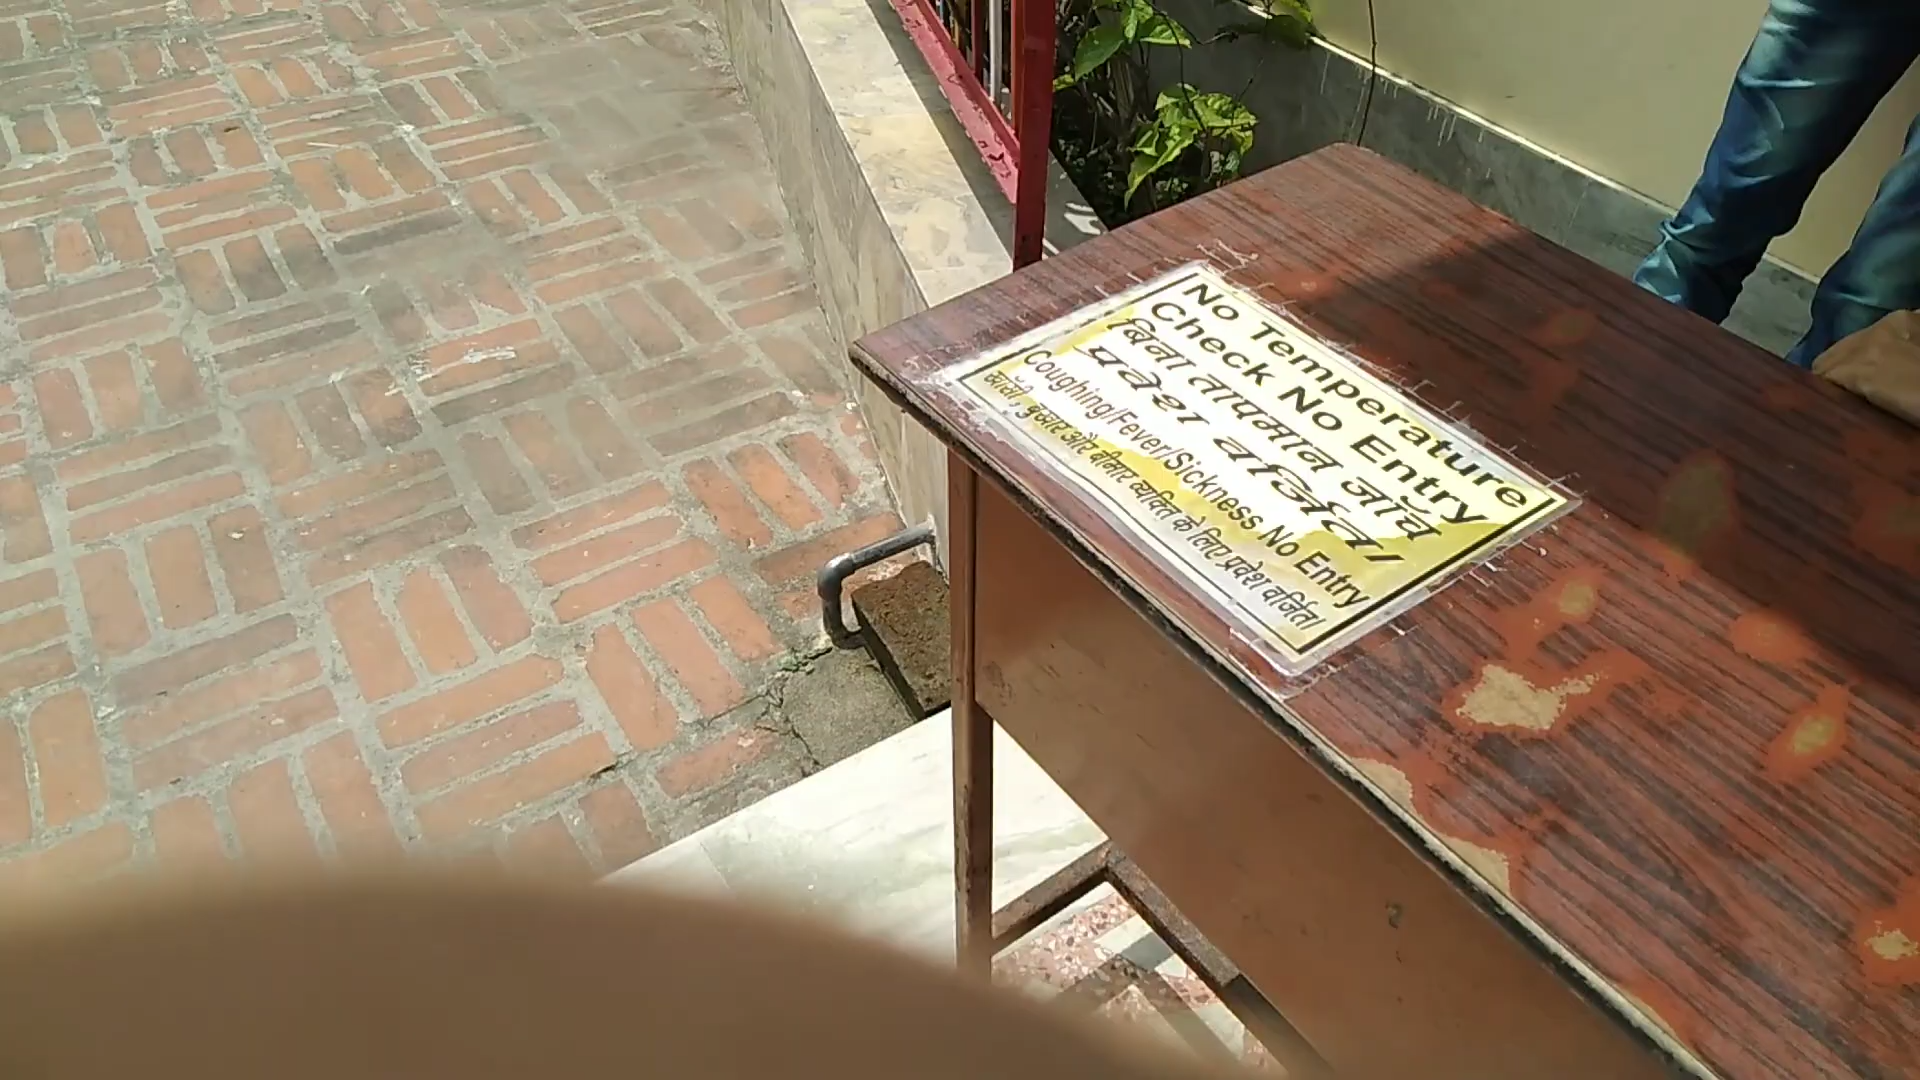 No Temperature
Check No Entry
बिना तापमान जाँच
प्रवेश वर्जित।
Coughing/Fever/Sickness No Entry
खाँसी, बुखार और बीमार व्यक्ति के लिए प्रवेश वर्जित।